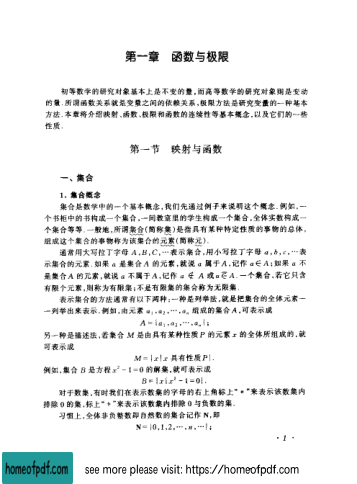 第一章 函数与极限
初等数学的研究对象基本上是不变的量,而高等数学的研究对象则是变动
的量.所谓函数关系就是变量之间的依赖关系,极限方法是研究变量的一种基本
方法.本章将介绍映射、函数、极限和函数的连续性等基本概念,以及它们的一些
性质.
第一节 映射与函数
一、集合
1. 集合概念
集合是数学中的一个基本概念,我们先通过例子来说明这个概念.例如,一
个书柜中的书构成一个集合,一间教室里的学生构成一个集合,全体实数构成一
个集合等等.一般地,所谓集合(简称集)是指具有某种特定性质的事物的总体,
组成这个集合的事物称为该集合的元素(简称元).
通常用大写拉丁字母 A,B,C,⋯表示集合,用小写拉丁字母 a,b,c,⋯表
示集合的元素.如果 a 是集合 A 的元素,就说 a 属于 A,记作 a∈A;如果 a 不
是集合 A 的元素,就说 a 不属于 A,记作 a∉A 或 a∈̅A.一个集合,若它只含
有限个元素,则称为有限集;不是有限集的集合称为无限集.
表示集合的方法通常有以下两种:一种是列举法,就是把集合的全体元素一
一列举出来表示.例如,由元素 a₁,a₂,⋯,aₙ 组成的集合 A,可表示成
A={a₁,a₂,⋯,aₙ};
另一种是描述法,若集合 M 是由具有某种性质 P 的元素 x 的全体所组成的,就
可表示成
M={x|x 具有性质 P}.
例如,集合 B 是方程 x²-1=0 的解集,就可表示成
B={x|x²-1=0}.
对于数集,有时我们在表示数集的字母的右上角标上“*”来表示该数集内
排除 0 的集,标上“+”来表示该数集内排除 0 与负数的集.
习惯上,全体非负整数即自然数的集合记作 N,即
N={0,1,2,⋯,n,⋯};
· 1 ·
homeofpdf.com see more please visit: https://homeofpdf.com